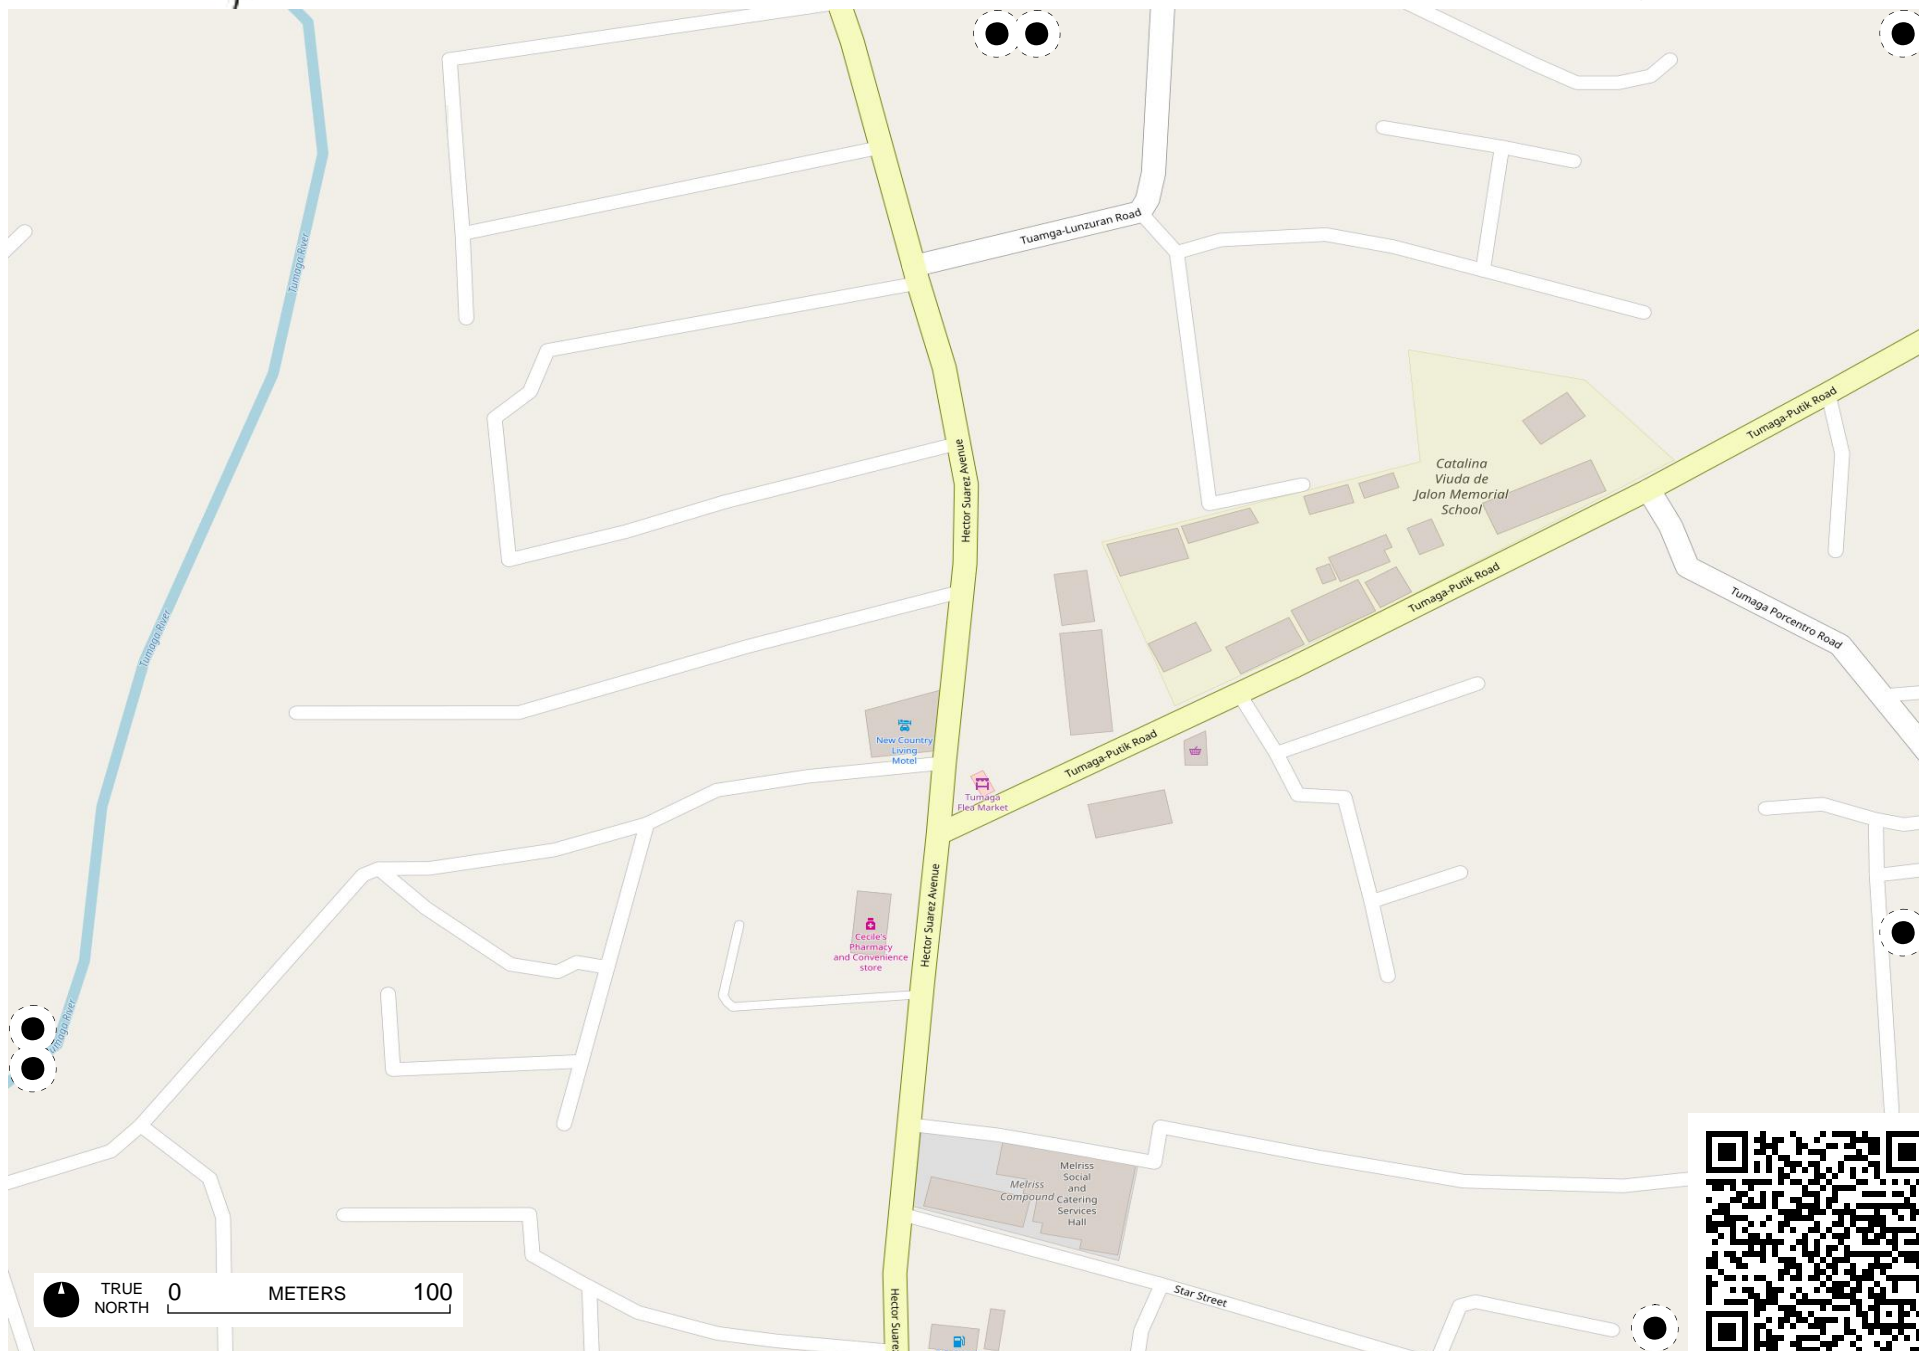 Tuamga-Lunzuran Road
Tumaga River
Tumaga-Putik Road
Hector Suarez Avenue
Catalina
Viuda de
Jalon Memorial
School
Tumaga-Putik Road
Tumaga Porcentro Road
Tumaga River
New Country
Living
Motel
Tumaga-Putik Road
Tumaga
Flea Market
Hector Suarez Avenue
Cecile's
Pharmacy
and Convenience
store
Tumaga River
Melriss
Compound
Melriss
Social
and
Catering
Services
Hall
Star Street
Hector
TRUE
NORTH
0 METERS 100